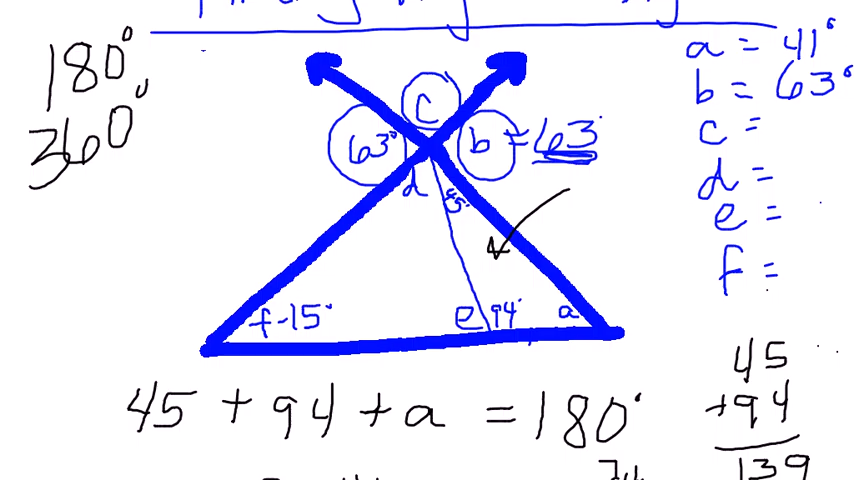 180°
360°
a = 41°
b = 63°
c =
d =
e =
f =
c
63°
b = 63
d
45°
f-15°
e
94°
a
45 + 94 + a = 180°
45
+94
139